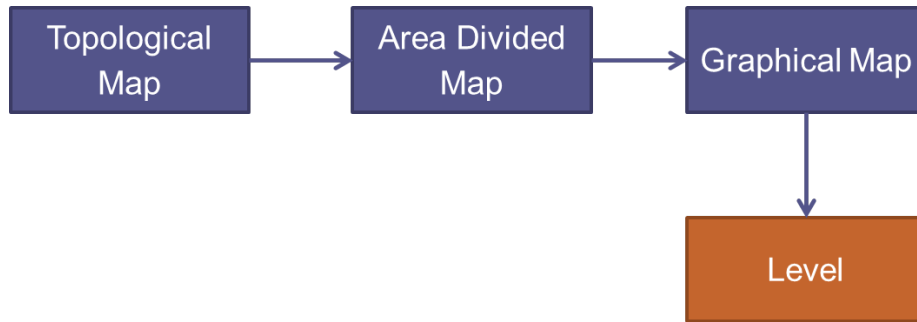 Topological
Map
Area Divided
Map
Graphical Map
Level